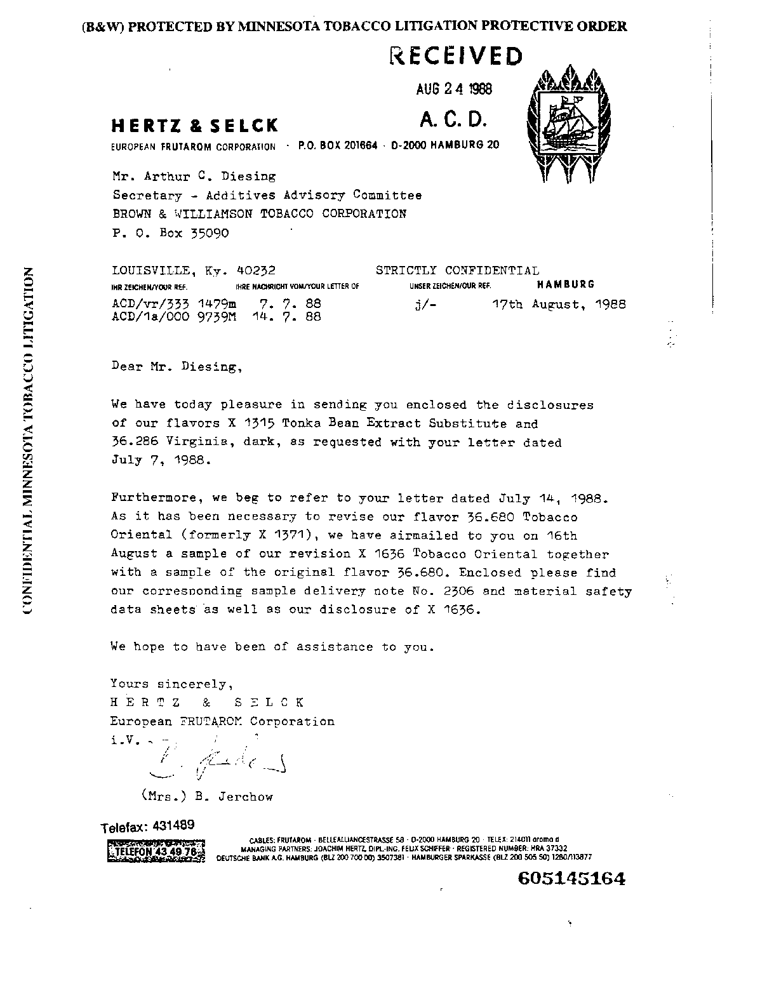 (B&W) PROTECTED BY MINNESOTA TOBACCO LITIGATION PROTECTIVE ORDER
RECEIVED
AUG 24 1988
A. C. D.
HERTZ & SELCK
EUROPEAN FRUTAROM CORPORATION · P.O. BOX 201664 · D-2000 HAMBURG 20
Mr. Arthur C. Diesing
Secretary - Additives Advisory Committee
BROWN & WILLIAMSON TOBACCO CORPORATION
P. O. Box 35090
LOUISVILLE, Ky. 40232 STRICTLY CONFIDENTIAL
IHR ZEICHEN/YOUR REF. IHRE NACHRICHT VOM/YOUR LETTER OF UNSER ZEICHEN/OUR REF. HAMBURG
ACD/vr/333 1479m 7. 7. 88 j/- 17th August, 1988
ACD/1a/000 9739M 14. 7. 88
Dear Mr. Diesing,
We have today pleasure in sending you enclosed the disclosures
of our flavors X 1315 Tonka Bean Extract Substitute and
36.286 Virginia, dark, as requested with your letter dated
July 7, 1988.
Furthermore, we beg to refer to your letter dated July 14, 1988.
As it has been necessary to revise our flavor 36.680 Tobacco
Oriental (formerly X 1371), we have airmailed to you on 16th
August a sample of our revision X 1636 Tobacco Oriental together
with a sample of the original flavor 36.680. Enclosed please find
our corresponding sample delivery note No. 2306 and material safety
data sheets as well as our disclosure of X 1636.
We hope to have been of assistance to you.
Yours sincerely,
H E R T Z & S E L C K
European FRUTAROM Corporation
i.V.
(Mrs.) B. Jerchow
Telefax: 431489
TELEFON 43 49 76
CABLES: FRUTAROM · BELLEALLIANCESTRASSE 58 · D-2000 HAMBURG 20 · TELEX: 214011 aroma d
MANAGING PARTNERS: JOACHIM HERTZ, DIPL.-ING. FELIX SCHIFFER · REGISTERED NUMBER: HRA 37332
DEUTSCHE BANK A.G. HAMBURG (BLZ 200 700 00) 3507381 · HAMBURGER SPARKASSE (BLZ 200 505 50) 1280/113877
605145164
CONFIDENTIAL MINNESOTA TOBACCO LITIGATION